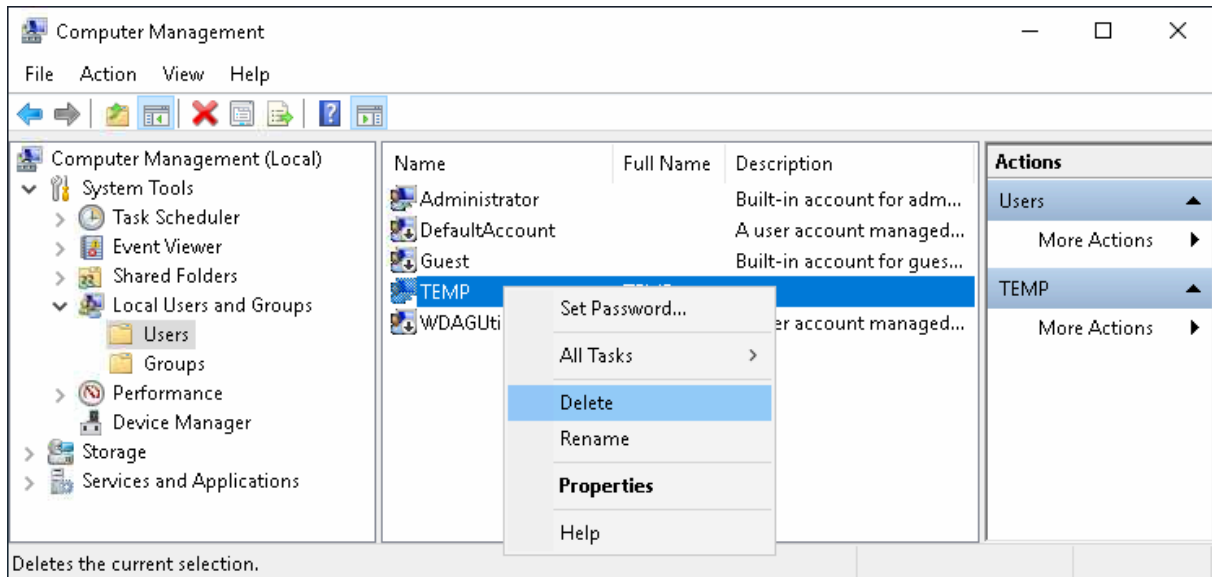 Computer Management
File Action View Help
Computer Management (Local)
System Tools
Task Scheduler
Event Viewer
Shared Folders
Local Users and Groups
Users
Groups
Performance
Device Manager
Storage
Services and Applications
Name Full Name Description
Administrator Built-in account for adm...
DefaultAccount A user account managed...
Guest Built-in account for gues...
TEMP
WDAGUti er account managed...
Set Password...
All Tasks
Delete
Rename
Properties
Help
Actions
Users
More Actions
TEMP
More Actions
Deletes the current selection.